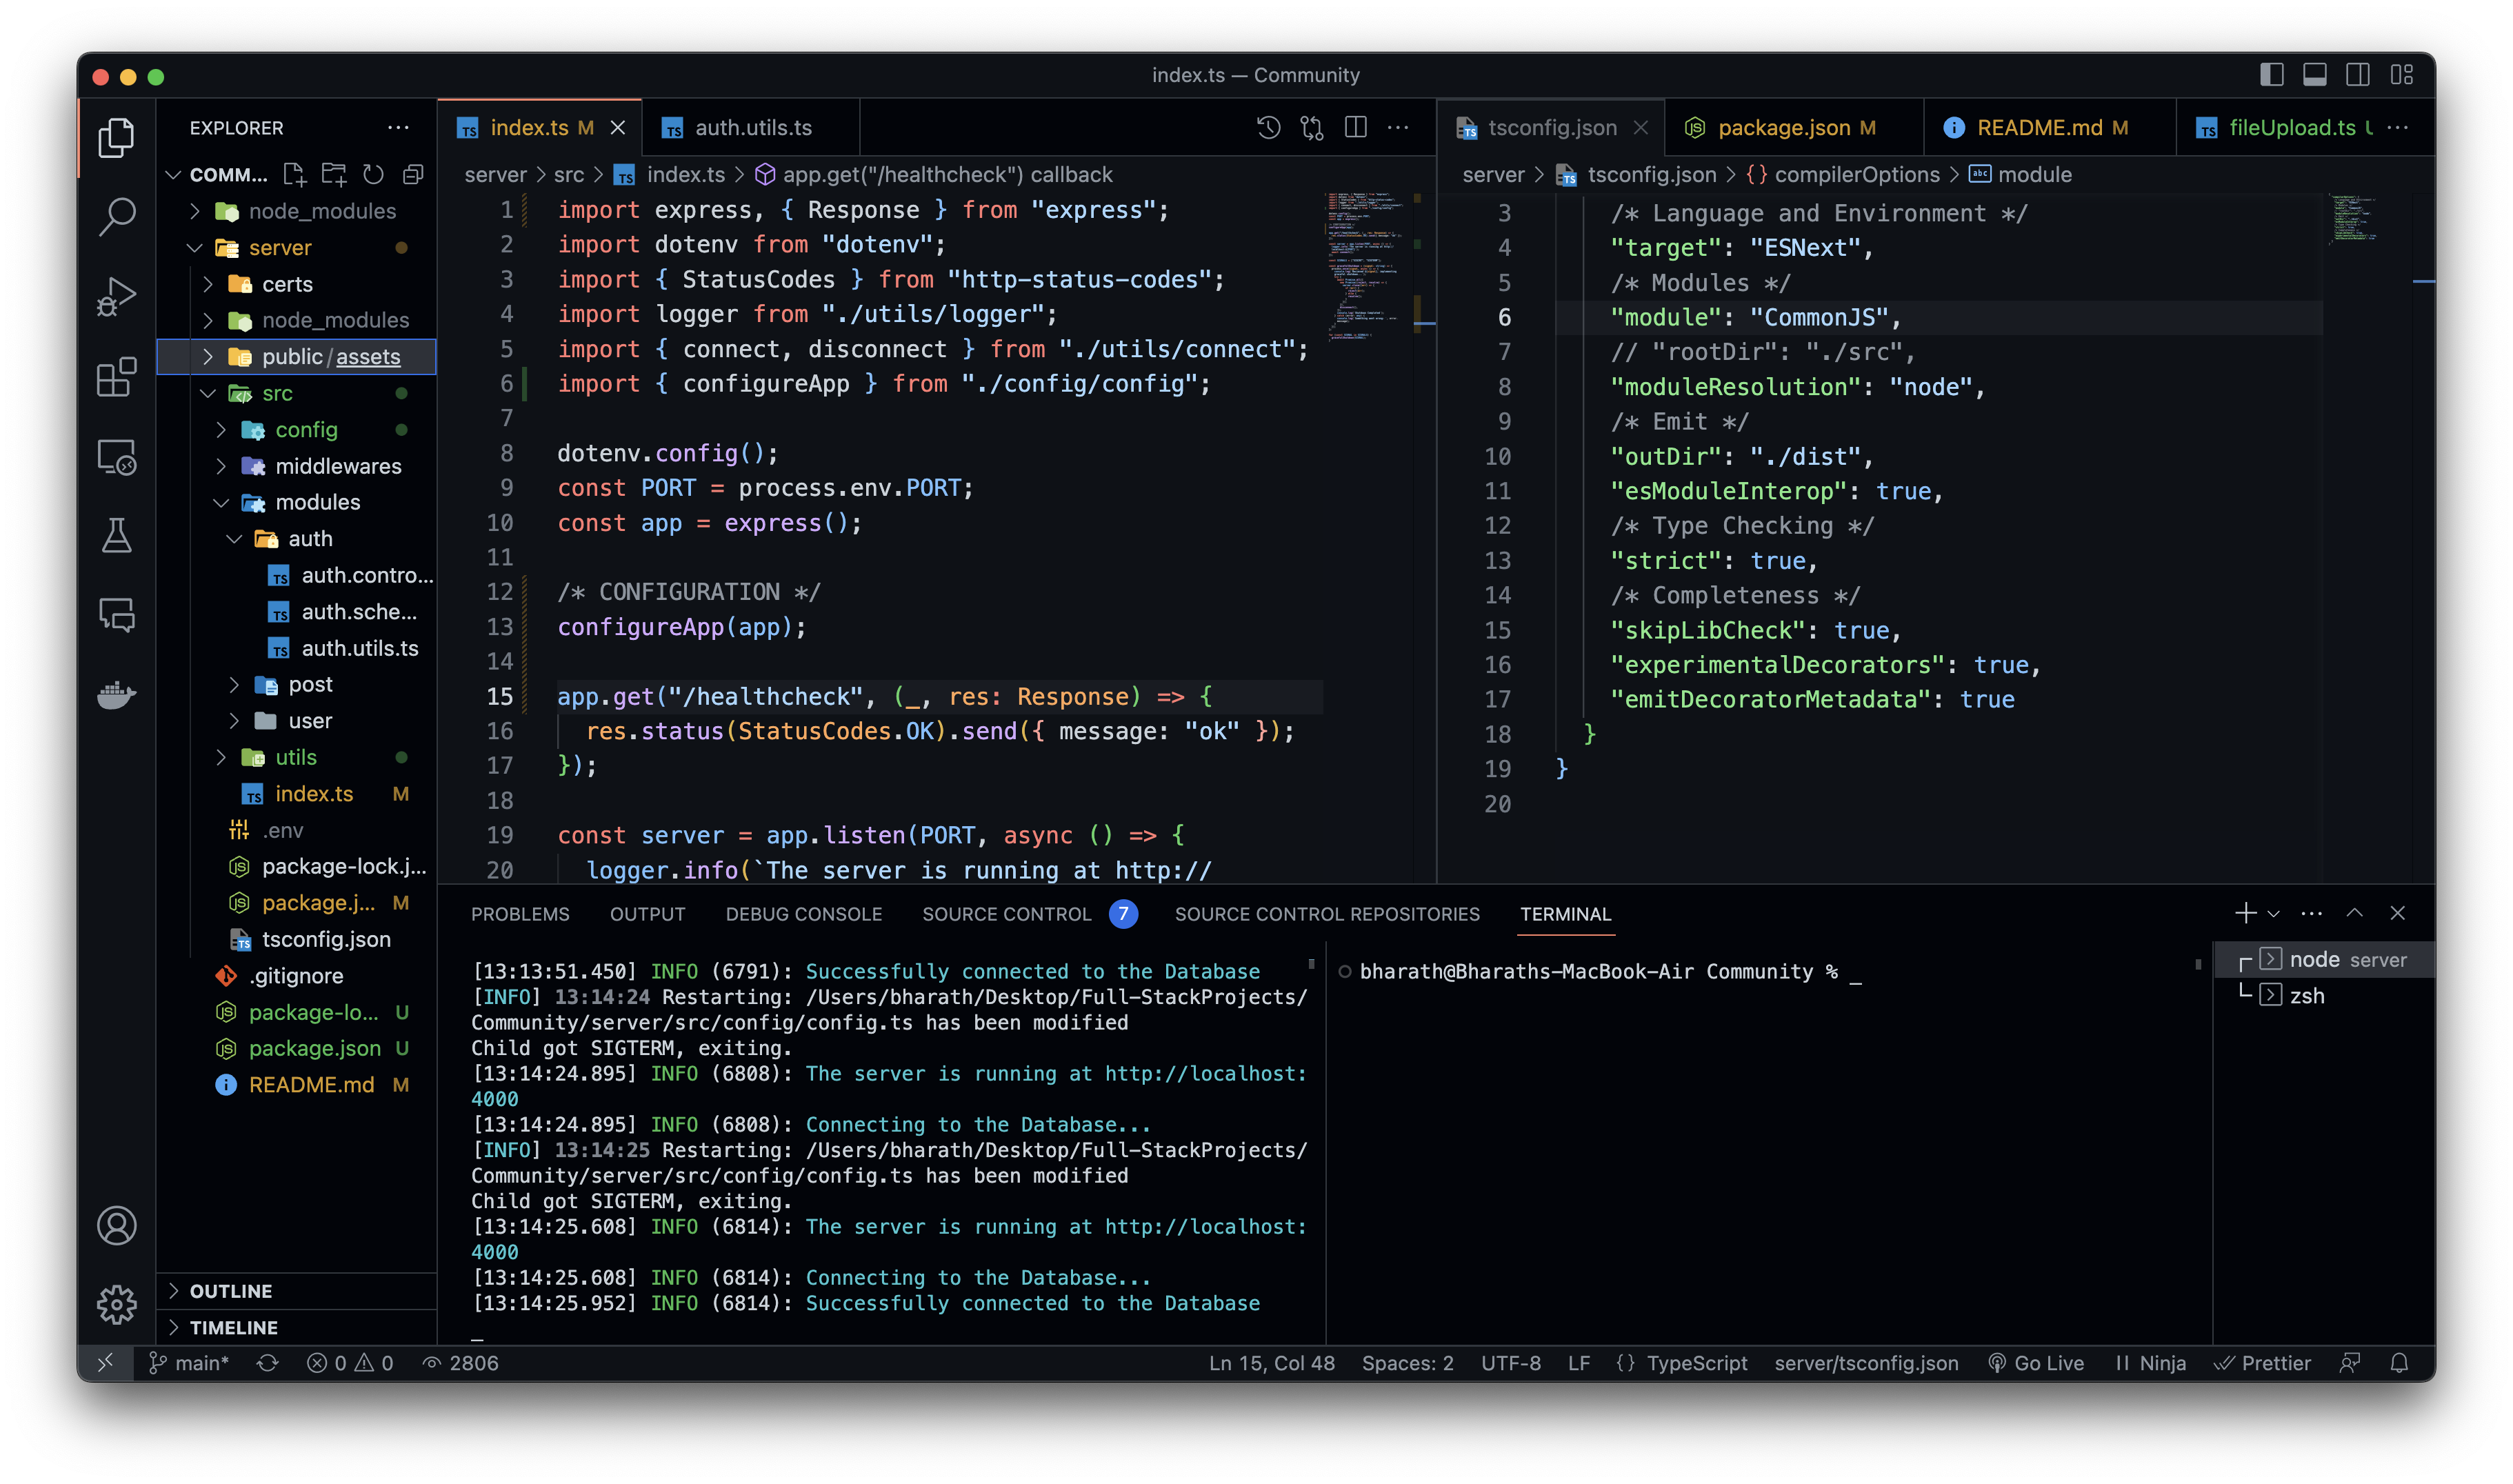 index.ts — Community
EXPLORER
COMM...
node_modules
server
certs
node_modules
public/assets
src
config
middlewares
modules
auth
TS auth.contro...
TS auth.sche...
TS auth.utils.ts
post
user
utils
TS index.ts M
.env
package-lock.j...
package.j... M
TS tsconfig.json
.gitignore
package-lo... U
package.json U
README.md M
OUTLINE
TIMELINE
TS index.ts M
TS auth.utils.ts
server > src > TS index.ts > app.get("/healthcheck") callback
1 import express, { Response } from "express";
2 import dotenv from "dotenv";
3 import { StatusCodes } from "http-status-codes";
4 import logger from "./utils/logger";
5 import { connect, disconnect } from "./utils/connect";
6 import { configureApp } from "./config/config";
7
8 dotenv.config();
9 const PORT = process.env.PORT;
10 const app = express();
11
12 /* CONFIGURATION */
13 configureApp(app);
14
15 app.get("/healthcheck", (_, res: Response) => {
16 res.status(StatusCodes.OK).send({ message: "ok" });
17 });
18
19 const server = app.listen(PORT, async () => {
20 logger.info(`The server is running at http://
TS tsconfig.json
package.json M
README.md M
TS fileUpload.ts U
server > TS tsconfig.json > {} compilerOptions > abc module
3 /* Language and Environment */
4 "target": "ESNext",
5 /* Modules */
6 "module": "CommonJS",
7 // "rootDir": "./src",
8 "moduleResolution": "node",
9 /* Emit */
10 "outDir": "./dist",
11 "esModuleInterop": true,
12 /* Type Checking */
13 "strict": true,
14 /* Completeness */
15 "skipLibCheck": true,
16 "experimentalDecorators": true,
17 "emitDecoratorMetadata": true
18 }
19 }
20
PROBLEMS OUTPUT DEBUG CONSOLE SOURCE CONTROL 7 SOURCE CONTROL REPOSITORIES TERMINAL
[13:13:51.450] INFO (6791): Successfully connected to the Database
[INFO] 13:14:24 Restarting: /Users/bharath/Desktop/Full-StackProjects/
Community/server/src/config/config.ts has been modified
Child got SIGTERM, exiting.
[13:14:24.895] INFO (6808): The server is running at http://localhost:
4000
[13:14:24.895] INFO (6808): Connecting to the Database...
[INFO] 13:14:25 Restarting: /Users/bharath/Desktop/Full-StackProjects/
Community/server/src/config/config.ts has been modified
Child got SIGTERM, exiting.
[13:14:25.608] INFO (6814): The server is running at http://localhost:
4000
[13:14:25.608] INFO (6814): Connecting to the Database...
[13:14:25.952] INFO (6814): Successfully connected to the Database
bharath@Bharaths-MacBook-Air Community % _
node server
zsh
main* 0 0 2806 Ln 15, Col 48 Spaces: 2 UTF-8 LF {} TypeScript server/tsconfig.json Go Live Ninja Prettier